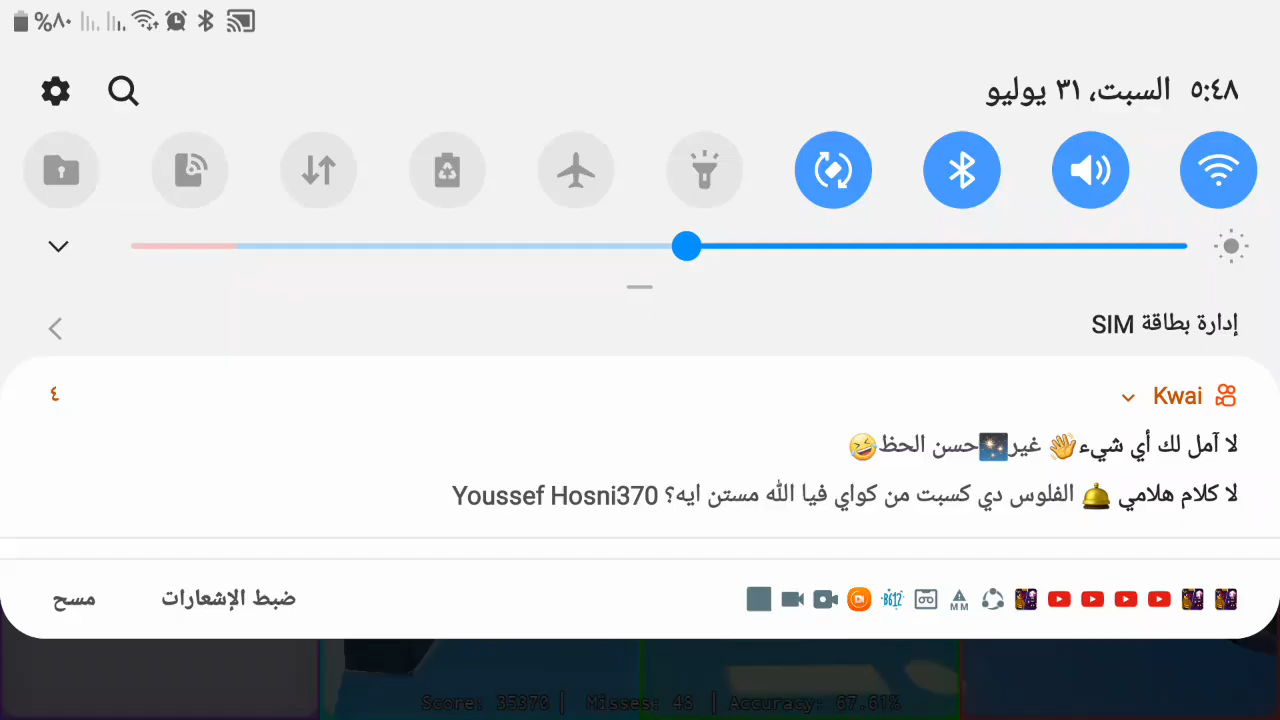 %٨٠
٥:٤٨ السبت، ٣١ يوليو
إدارة بطاقة SIM
Kwai ٤
لا آمل لك أي شيء👋 غير🎇حسن الحظ🤣
لا كلام هلامي 🛎️ الفلوس دي كسبت من كواي فيا الله مستن ايه؟ Youssef Hosni370
B612
MM
ضبط الإشعارات مسح
Score: 35370 | Misses: 48 | Accuracy: 67.61%